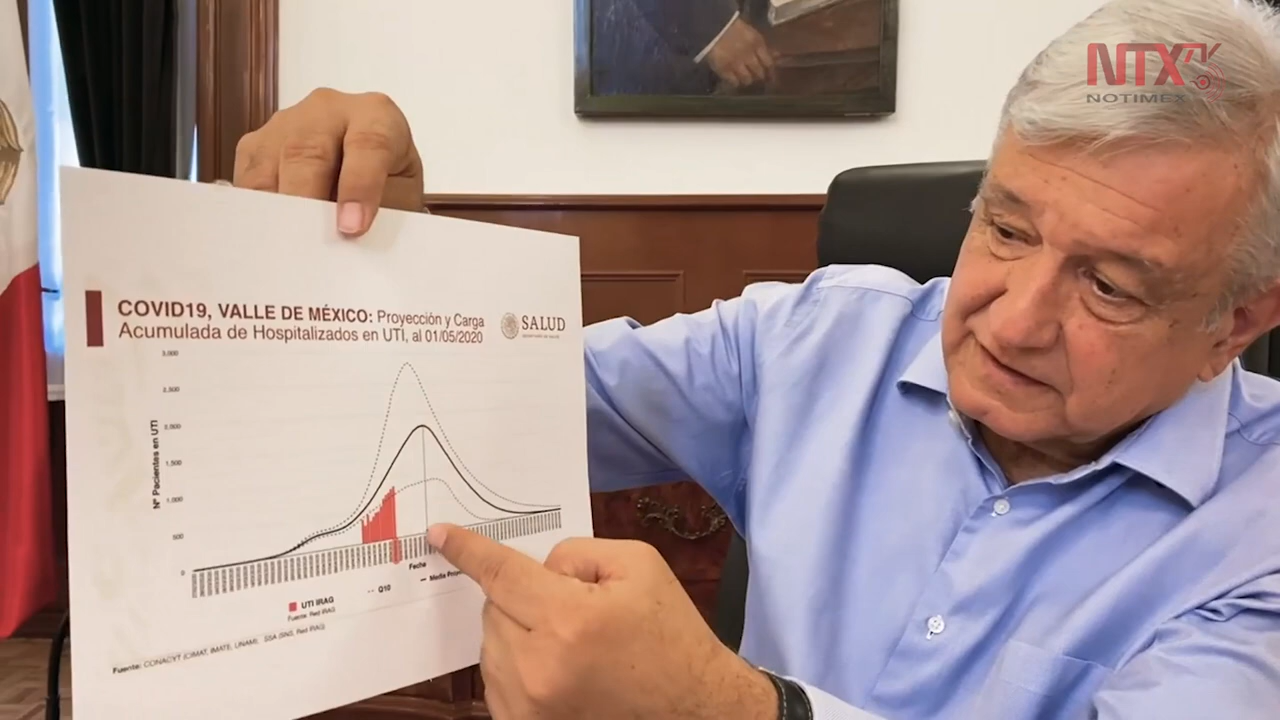 NTX
NOTIMEX
COVID19, VALLE DE MÉXICO: Proyección y Carga
Acumulada de Hospitalizados en UTI, al 01/05/2020
SALUD
3,000
2,500
2,000
1,500
1,000
500
0
Nº Pacientes en UTI
Fecha
UTI IRAG
Q10
Media
Fuente: Red IRAG
Fuente: CONACYT (CIMAT, IMATE, UNAM), SSA (SNS, Red IRAG)